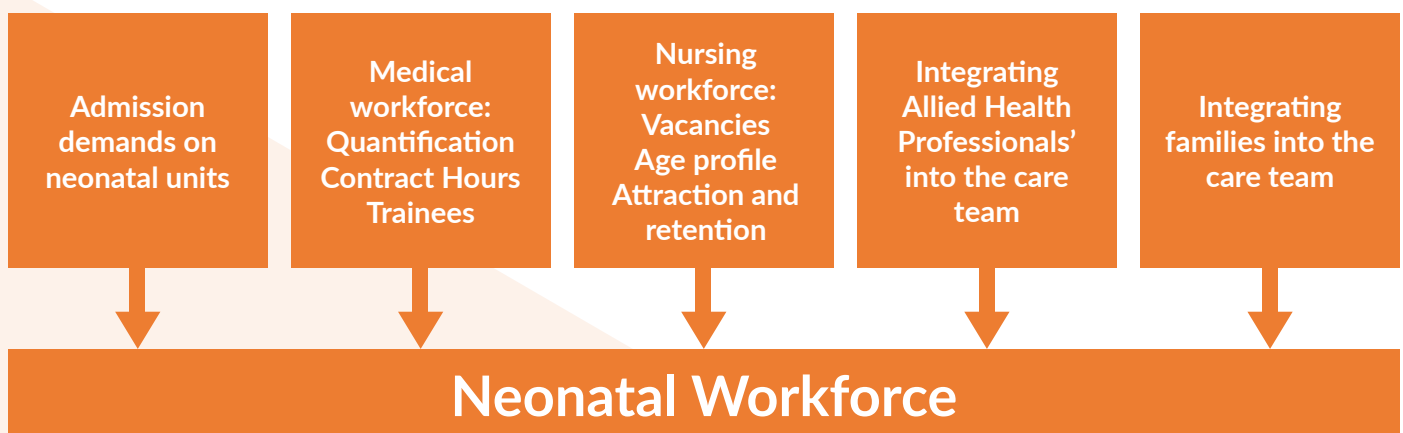 Admission
demands on
neonatal units
Medical
workforce:
Quantification
Contract Hours
Trainees
Nursing
workforce:
Vacancies
Age profile
Attraction and
retention
Integrating
Allied Health
Professionals’
into the care
team
Integrating
families into the
care team
Neonatal Workforce